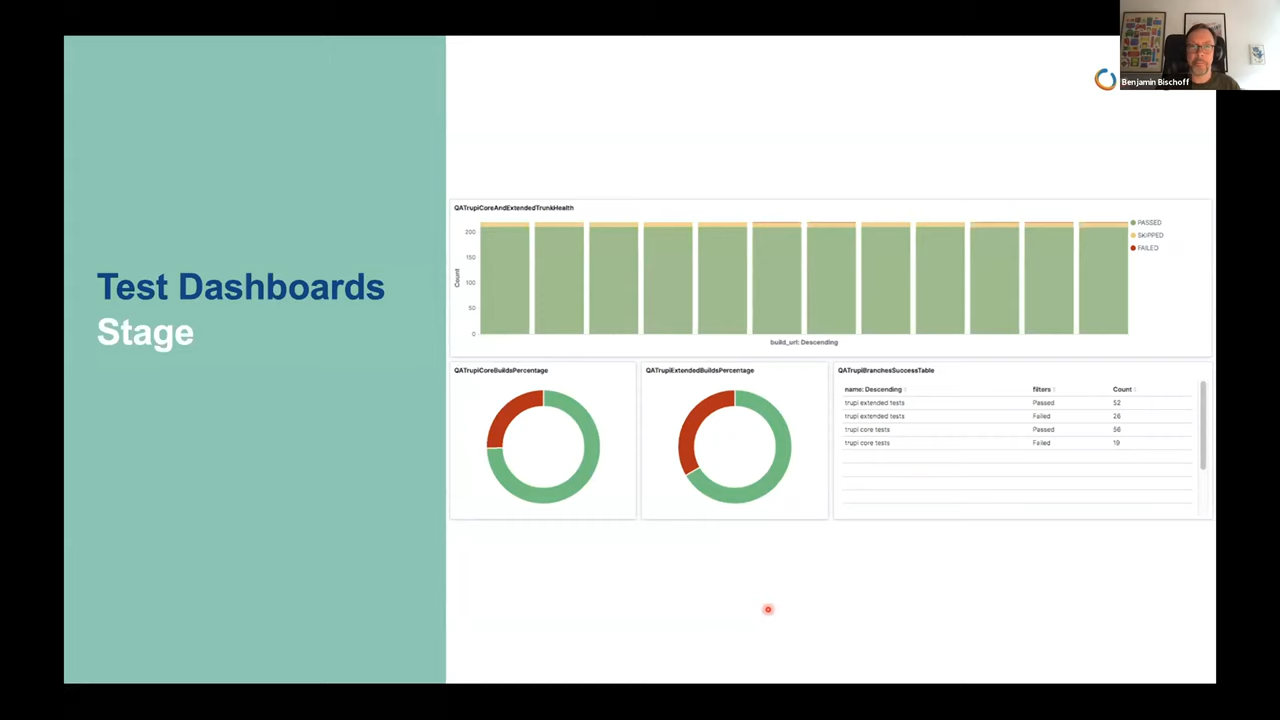 Benjamin Bischoff
Test Dashboards
Stage
QATrupiCoreAndExtendedTrunkHealth
PASSED
SKIPPED
FAILED
Count
200
150
100
50
0
build_url: Descending
QATrupiCoreBuildsPercentage
QATrupiExtendedBuildsPercentage
QATrupiBranchesSuccessTable
name: Descending filters Count
trupi extended tests Passed 52
trupi extended tests Failed 26
trupi core tests Passed 56
trupi core tests Failed 19